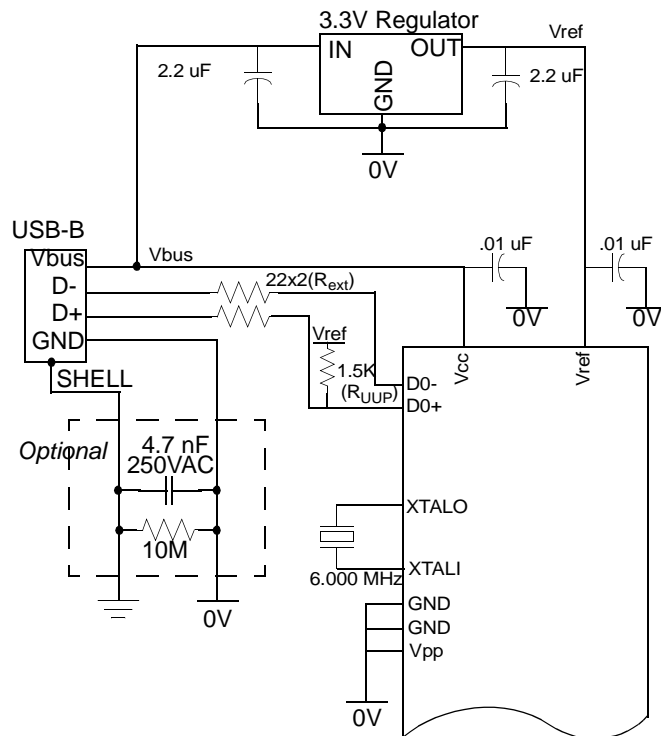 3.3V Regulator
IN
OUT
GND
Vref
2.2 uF
2.2 uF
0V
USB-B
Vbus
D-
D+
GND
SHELL
Vbus
22x2(Rext)
.01 uF
0V
.01 uF
0V
Vref
1.5K
(RUUP)
Vcc
Vref
D0-
D0+
Optional
4.7 nF
250VAC
10M
0V
XTALO
XTALI
6.000 MHz
GND
GND
Vpp
0V